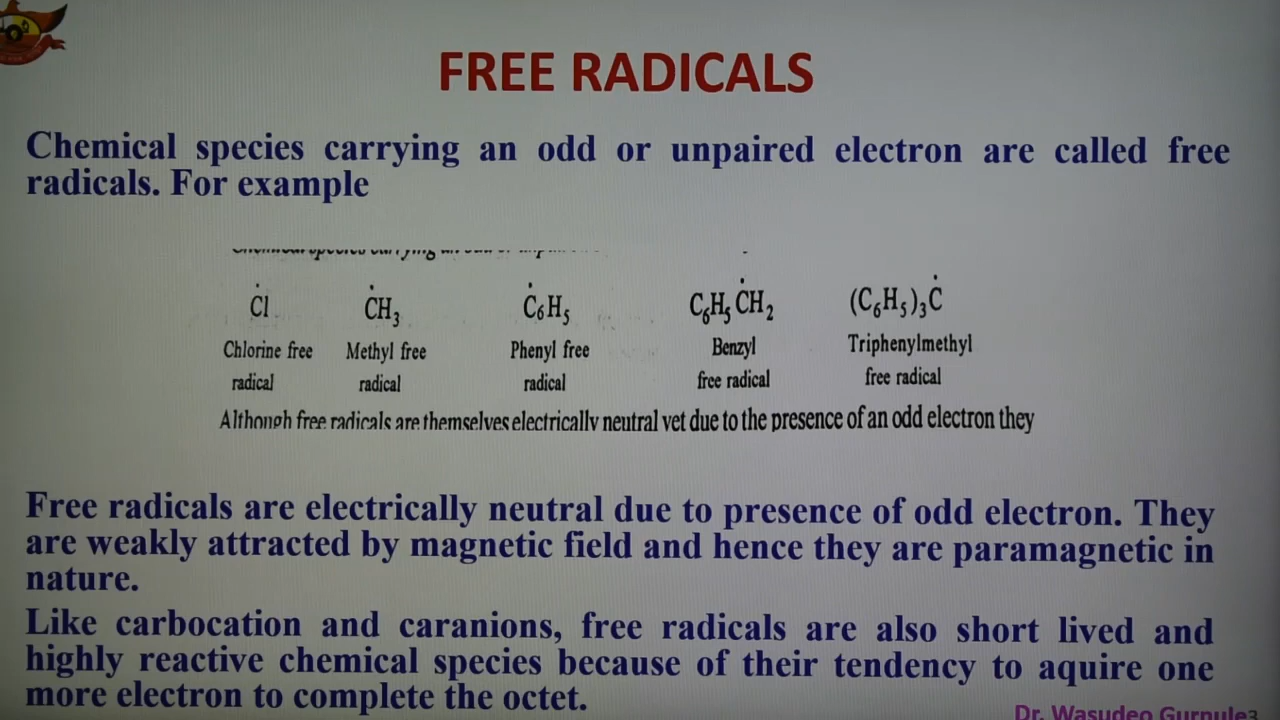 FREE RADICALS
Chemical species carrying an odd or unpaired electron are called free
radicals. For example
Ċl ĊH₃ Ċ₆H₅ C₆H₅ĊH₂ (C₆H₅)₃Ċ
Chlorine free Methyl free Phenyl free Benzyl Triphenylmethyl
radical radical radical free radical free radical
Although free radicals are themselves electrically neutral yet due to the presence of an odd electron they
Free radicals are electrically neutral due to presence of odd electron. They
are weakly attracted by magnetic field and hence they are paramagnetic in
nature.
Like carbocation and caranions, free radicals are also short lived and
highly reactive chemical species because of their tendency to aquire one
more electron to complete the octet.
Dr. Wasudeo Gurnule3